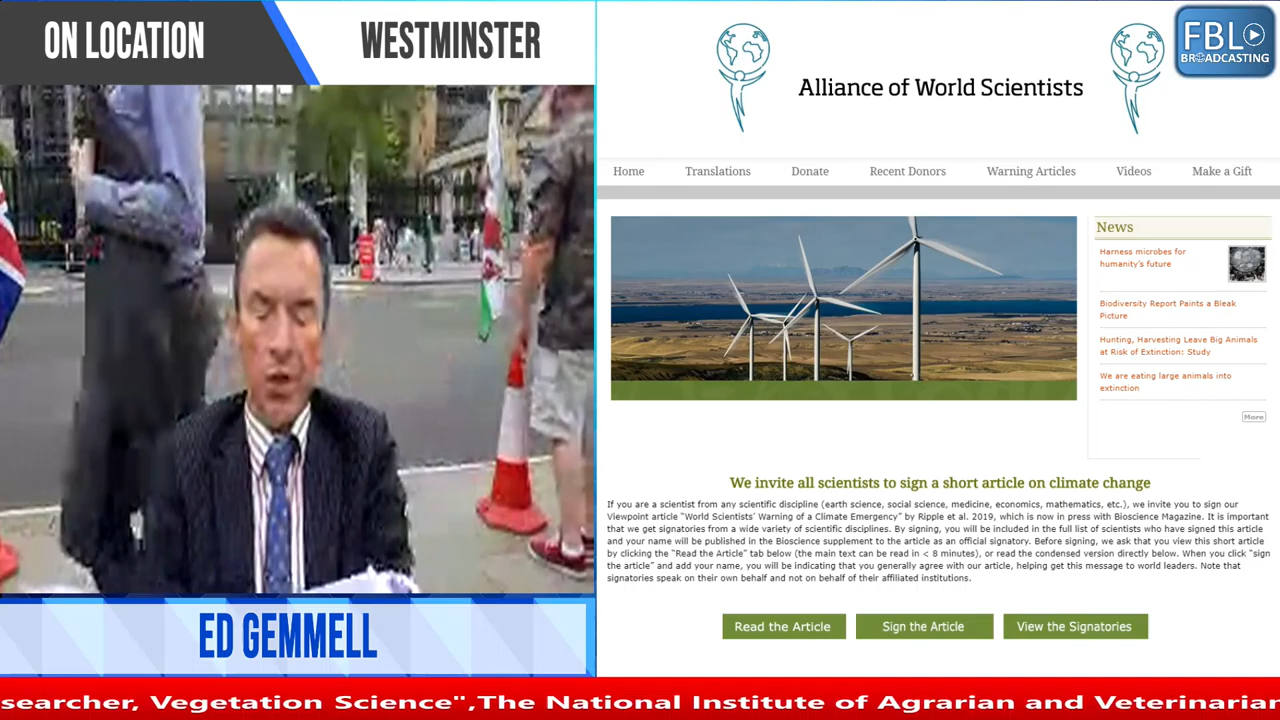 ON LOCATION
WESTMINSTER
FBL
BROADCASTING
Alliance of World Scientists
Home
Translations
Donate
Recent Donors
Warning Articles
Videos
Make a Gift
News
Harness microbes for
humanity's future
Biodiversity Report Paints a Bleak
Picture
Hunting, Harvesting Leave Big Animals
at Risk of Extinction: Study
We are eating large animals into
extinction
More
We invite all scientists to sign a short article on climate change
If you are a scientist from any scientific discipline (earth science, social science, medicine, economics, mathematics, etc.), we invite you to sign our
Viewpoint article "World Scientists' Warning of a Climate Emergency" by Ripple et al. 2019, which is now in press with Bioscience Magazine. It is important
that we get signatories from a wide variety of scientific disciplines. By signing, you will be included in the full list of scientists who have signed this article
and your name will be published in the Bioscience supplement to the article as an official signatory. Before signing, we ask that you view this short article
by clicking the "Read the Article" tab below (the main text can be read in < 8 minutes), or read the condensed version directly below. When you click "sign
the article" and add your name, you will be indicating that you generally agree with our article, helping get this message to world leaders. Note that
signatories speak on their own behalf and not on behalf of their affiliated institutions.
Read the Article
Sign the Article
View the Signatories
ED GEMMELL
searcher, Vegetation Science",The National Institute of Agrarian and Veterinarian